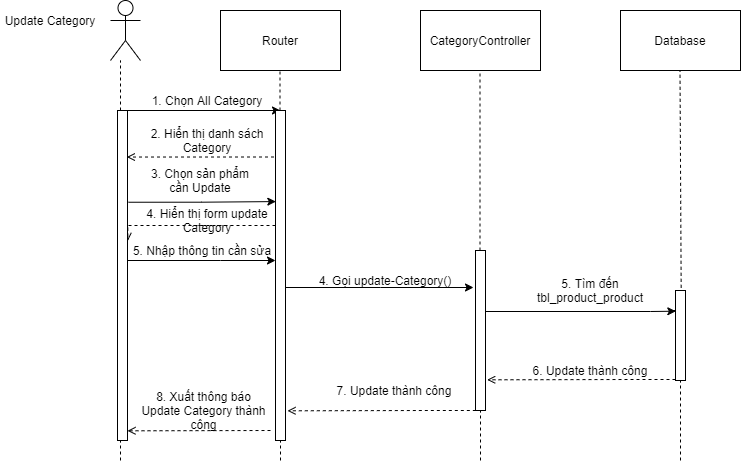 Update Category
Router
CategoryController
Database
1. Chọn All Category
2. Hiển thị danh sách
Category
3. Chọn sản phẩm
cần Update
4. Hiển thị form update
Category
5. Nhập thông tin cần sửa
4. Gọi update-Category()
5. Tìm đến
tbl_product_product
6. Update thành công
7. Update thành công
8. Xuất thông báo
Update Category thành
công